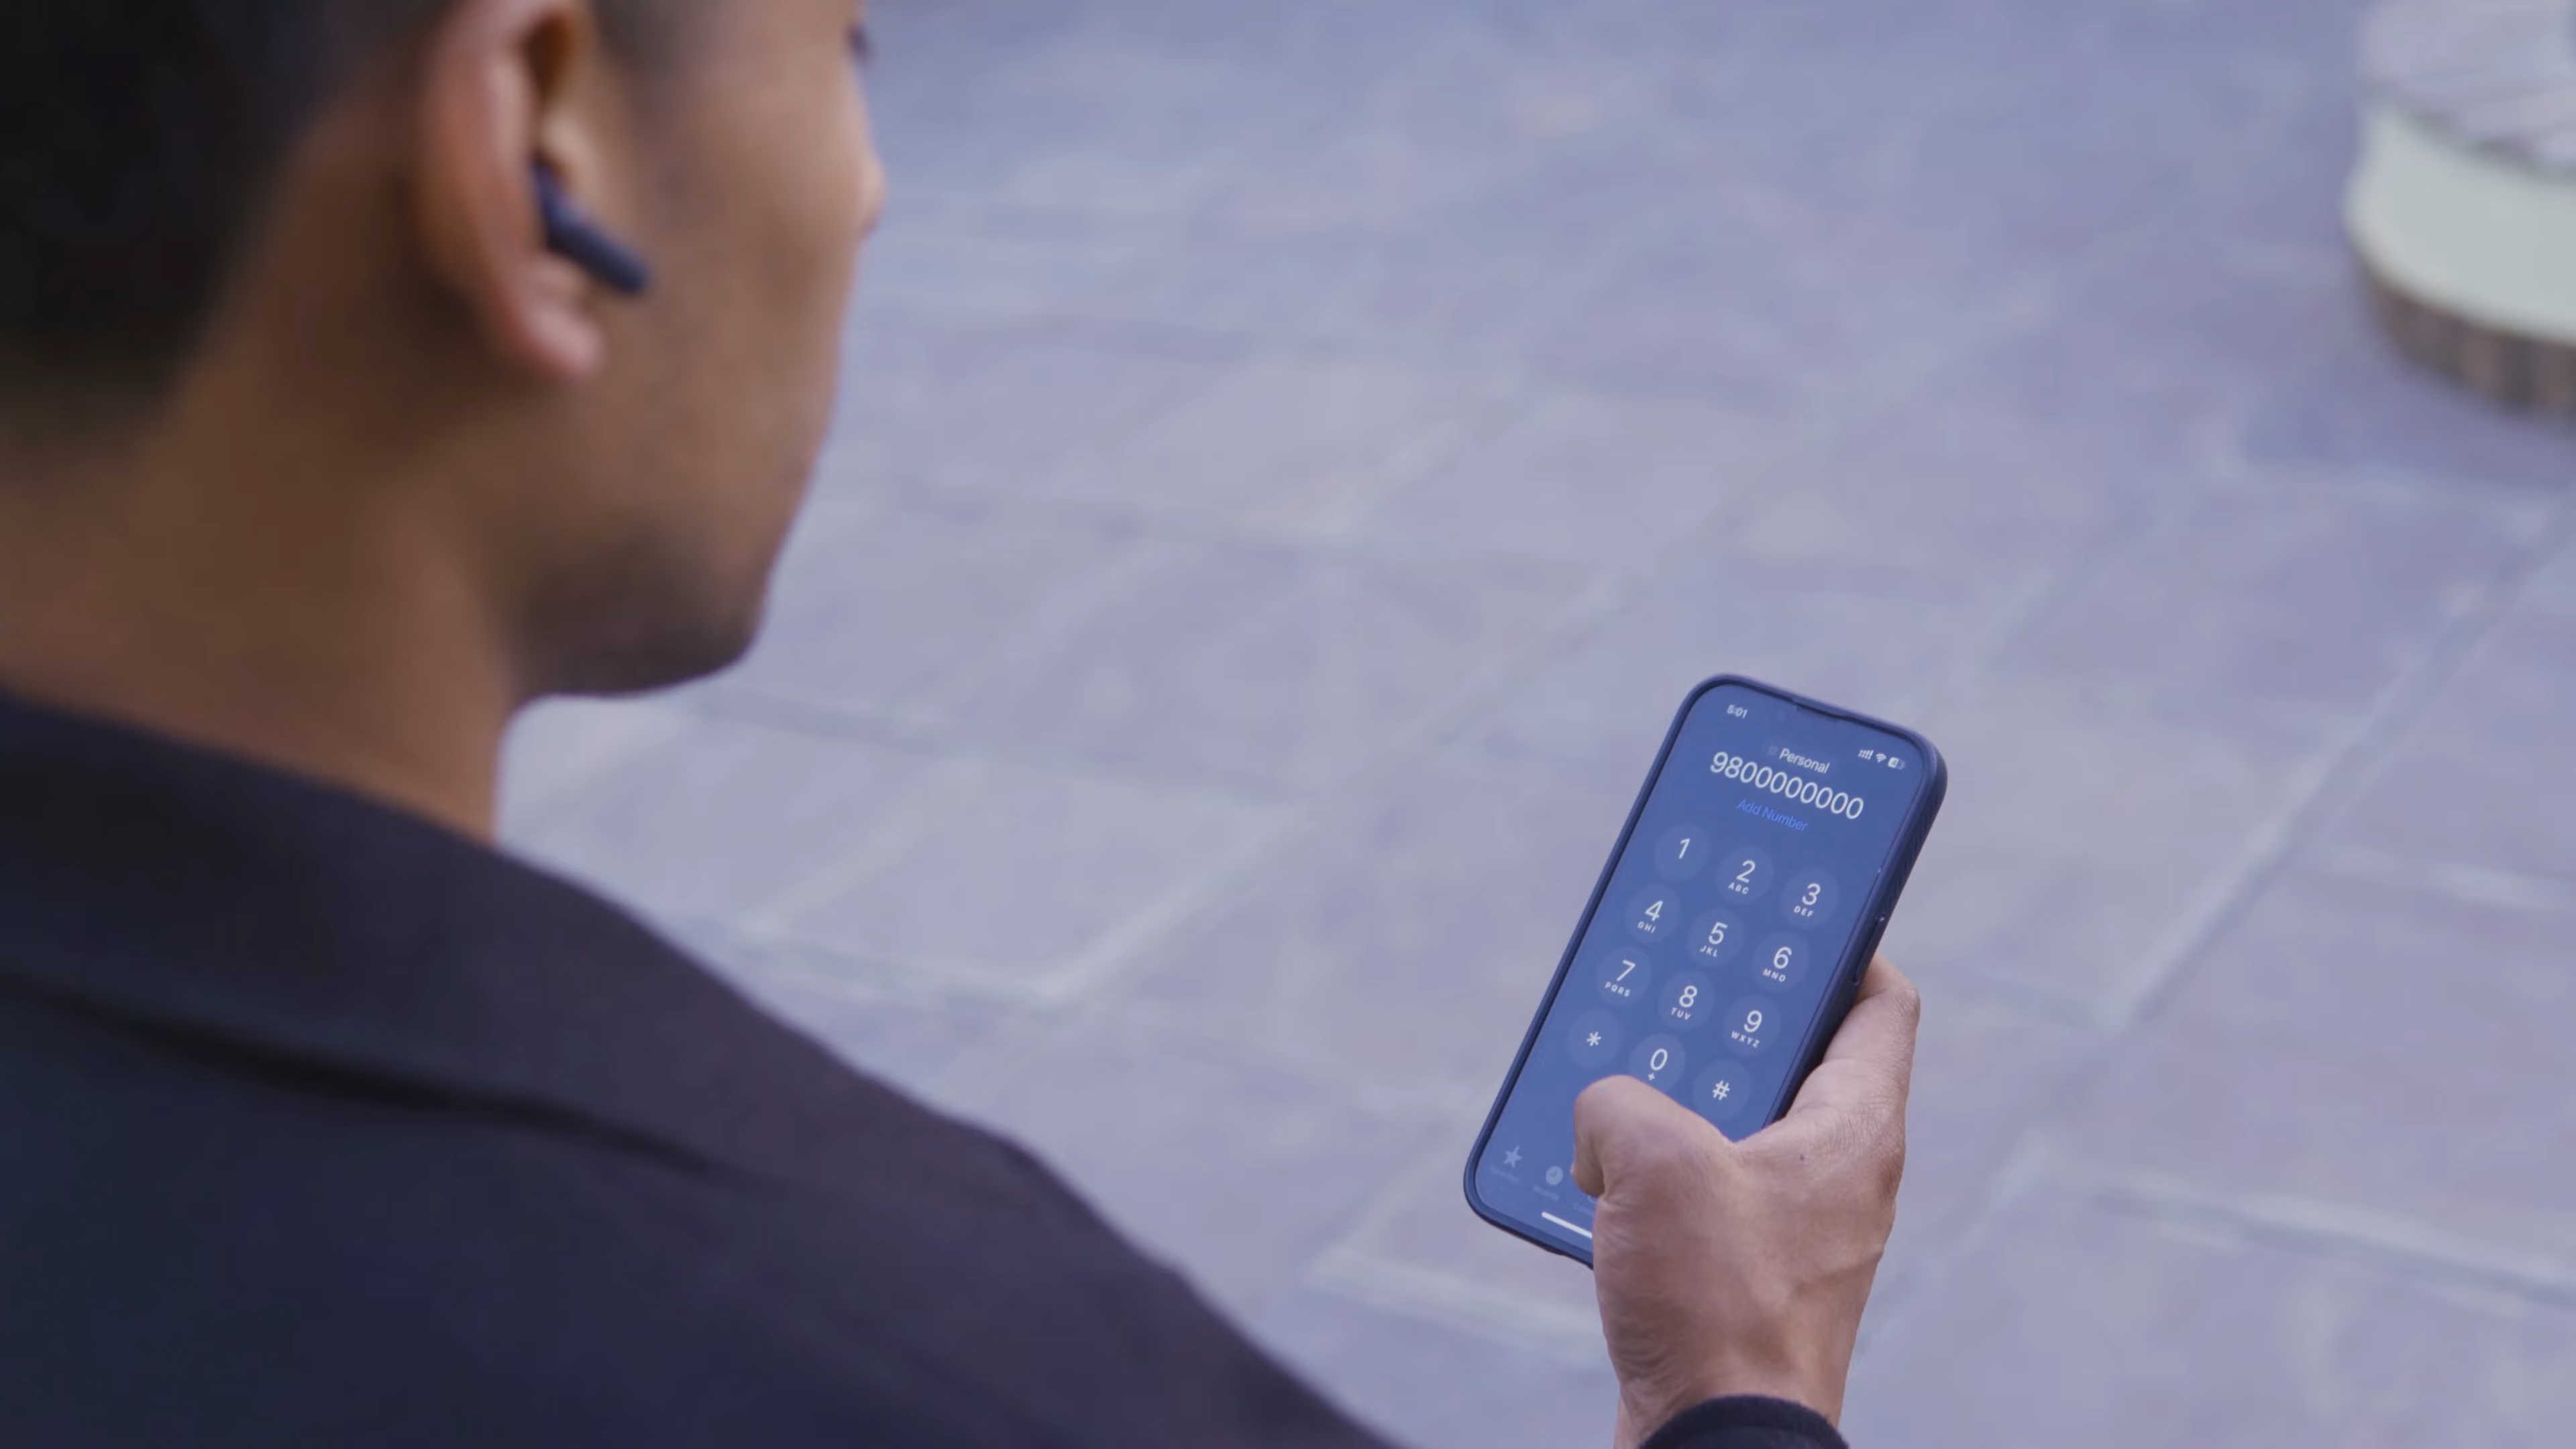 5:01
Personal
9800000000
Add Number
1
2
ABC
3
DEF
4
GHI
5
JKL
6
MNO
7
PQRS
8
TUV
9
WXYZ
*
0
+
#